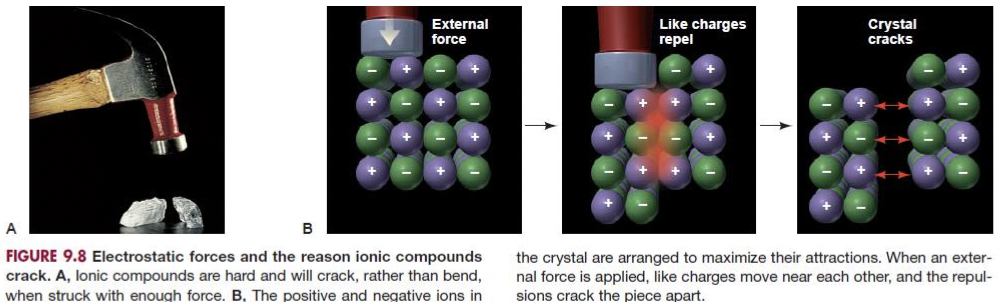 External
force
Like charges
repel
Crystal
cracks
− + − +
+ − + −
− + − +
+ − + −
− +
− + + −
+ − − +
− + + −
+ −
− +
− + + −
+ − − +
− + + −
+ −
A
B
FIGURE 9.8 Electrostatic forces and the reason ionic compounds
crack. A, Ionic compounds are hard and will crack, rather than bend,
when struck with enough force. B, The positive and negative ions in
the crystal are arranged to maximize their attractions. When an exter-
nal force is applied, like charges move near each other, and the repul-
sions crack the piece apart.